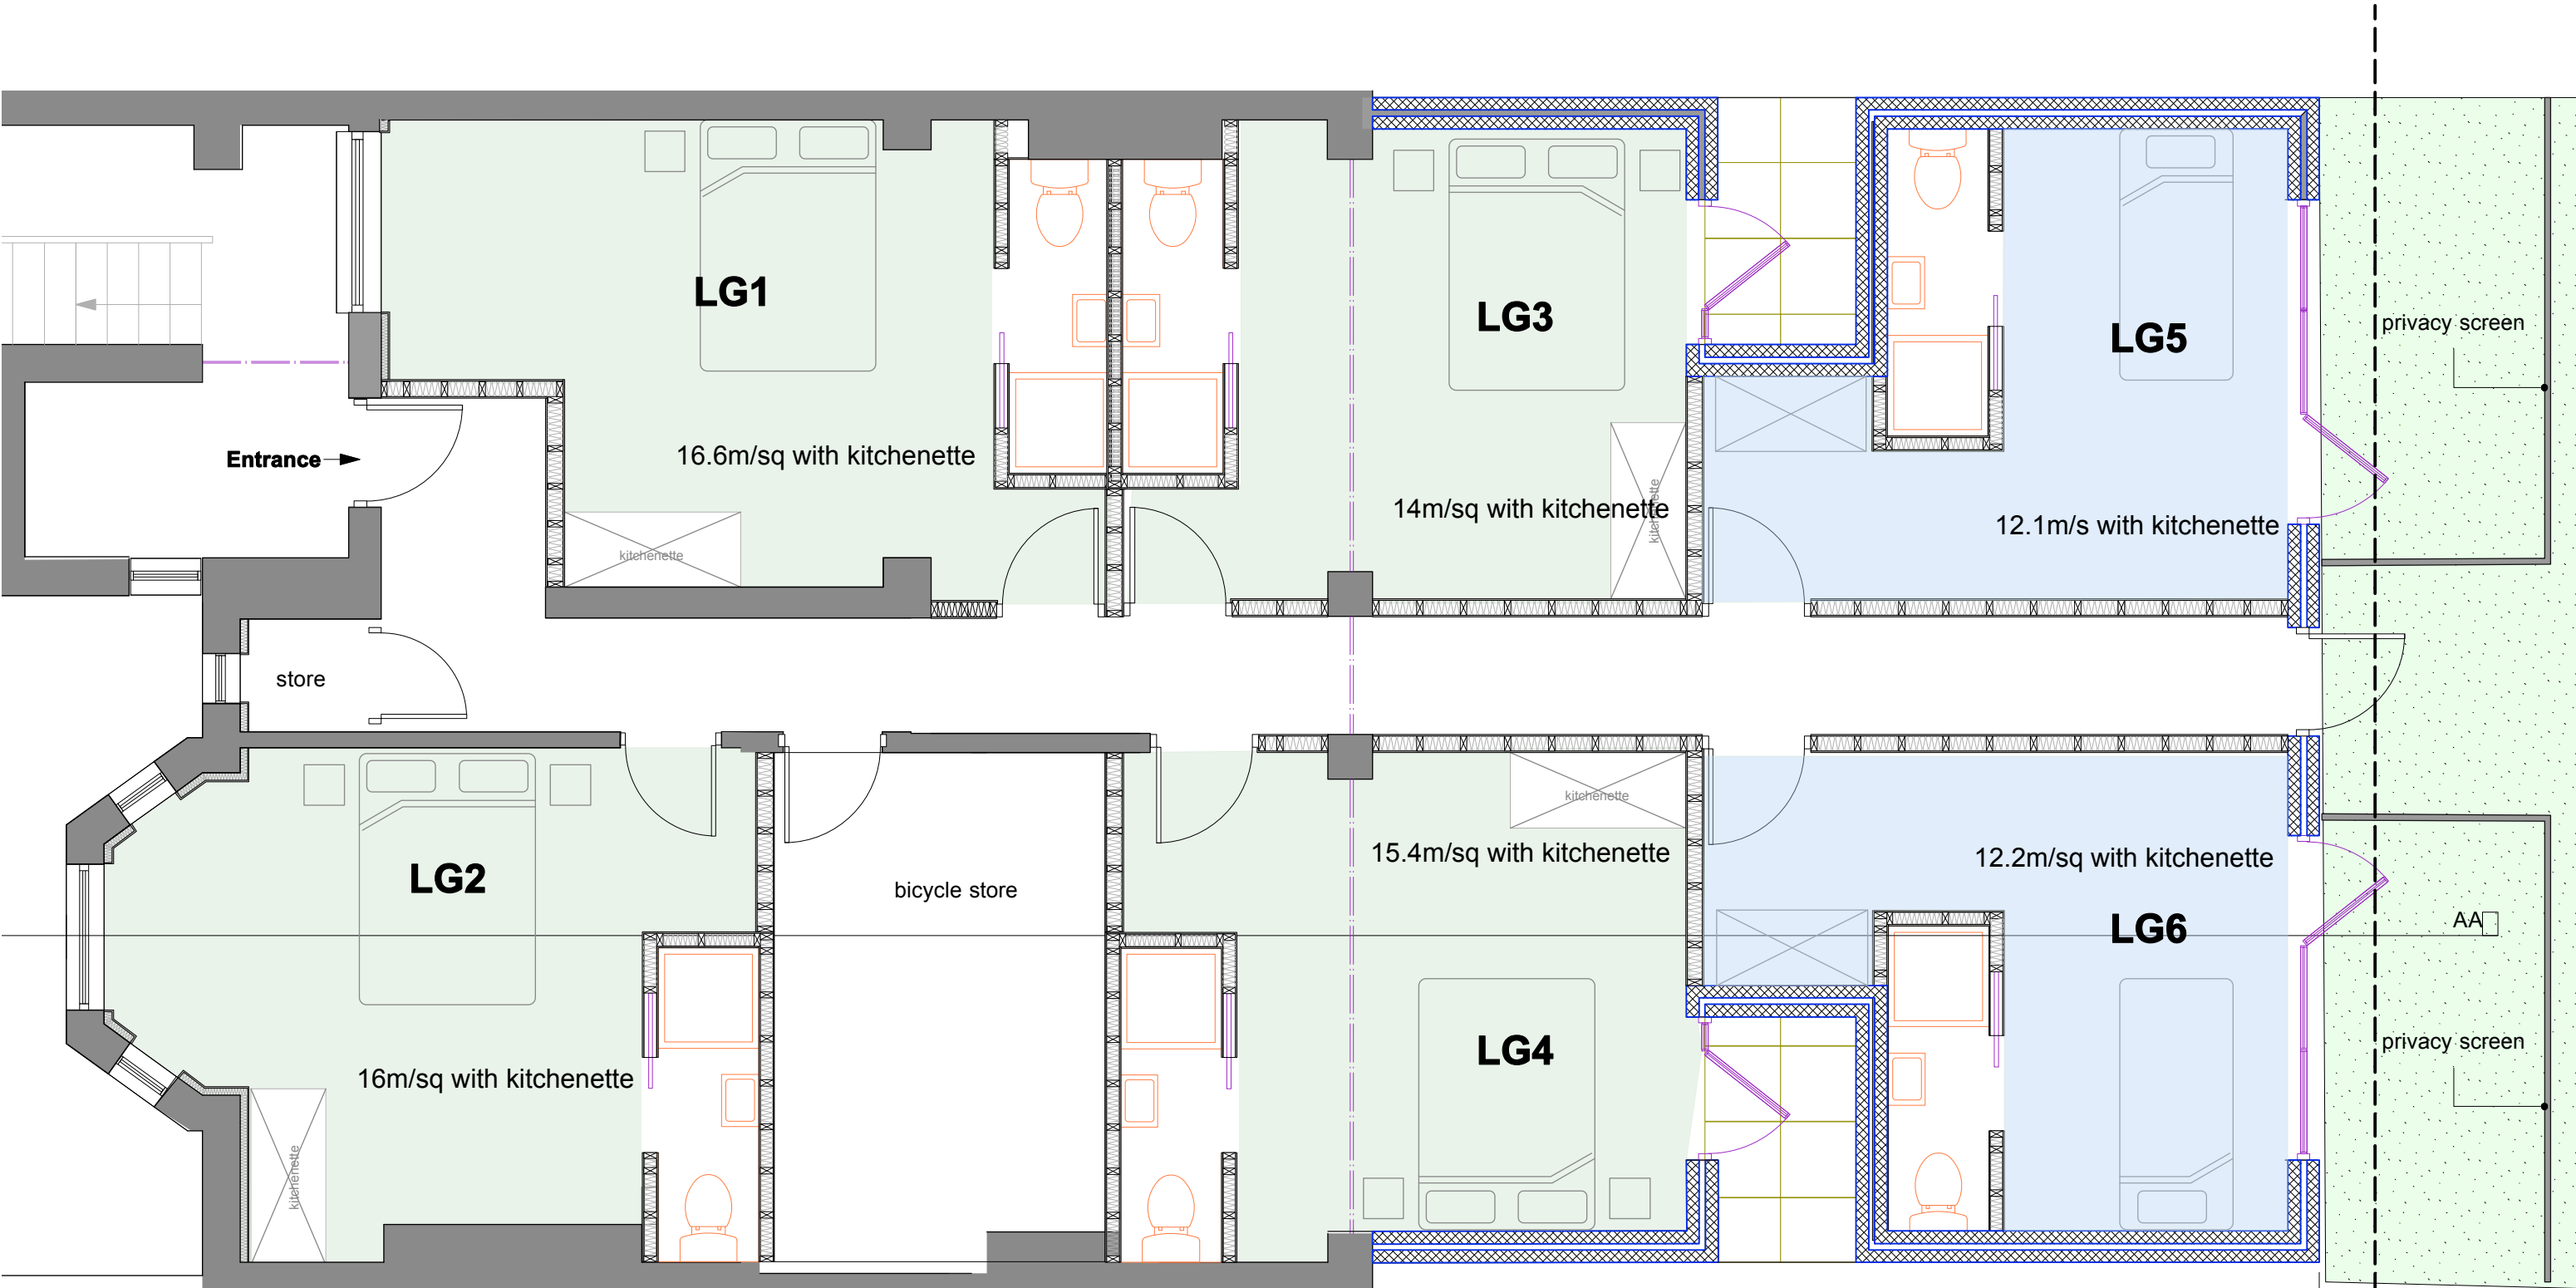 LG1
LG3
LG5
privacy screen
Entrance
16.6m/sq with kitchenette
14m/sq with kitchenette
kitchenette
12.1m/s with kitchenette
kitchenette
store
kitchenette
15.4m/sq with kitchenette
12.2m/sq with kitchenette
LG2
bicycle store
LG6
AA
privacy screen
LG4
16m/sq with kitchenette
kitchenette